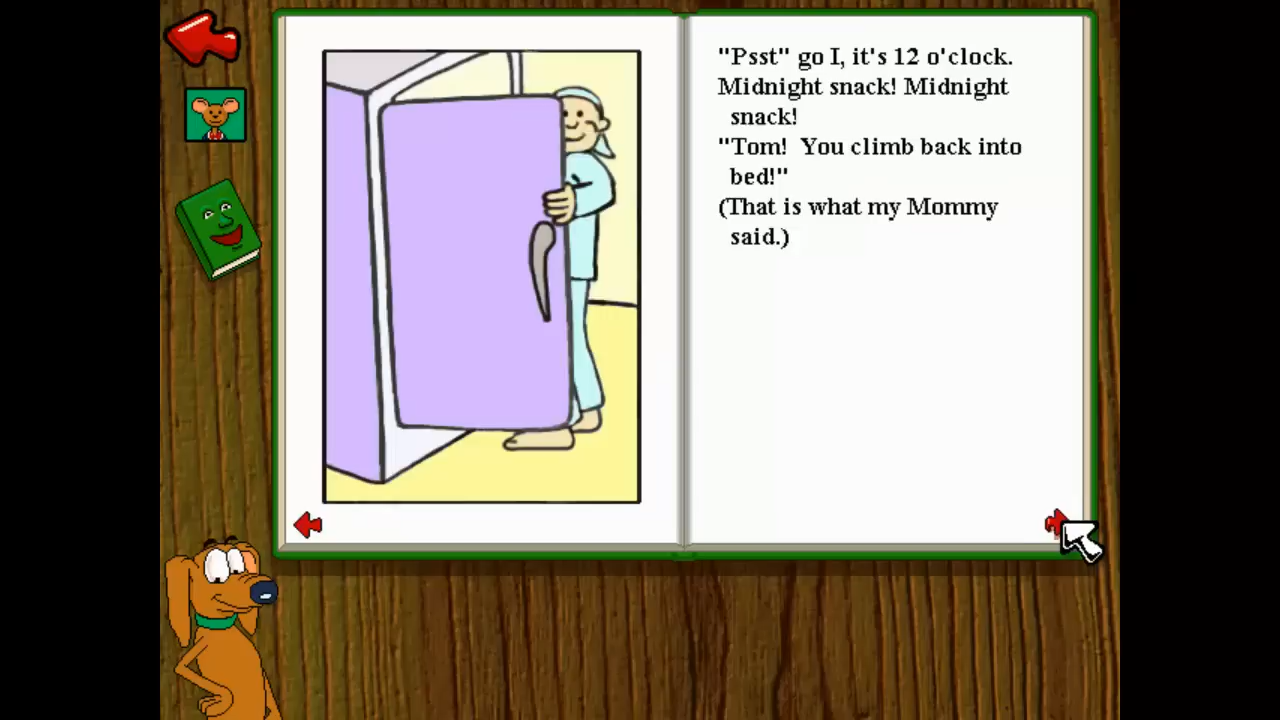 "Psst" go I, it's 12 o'clock.
Midnight snack! Midnight
snack!
"Tom!  You climb back into
bed!"
(That is what my Mommy
said.)